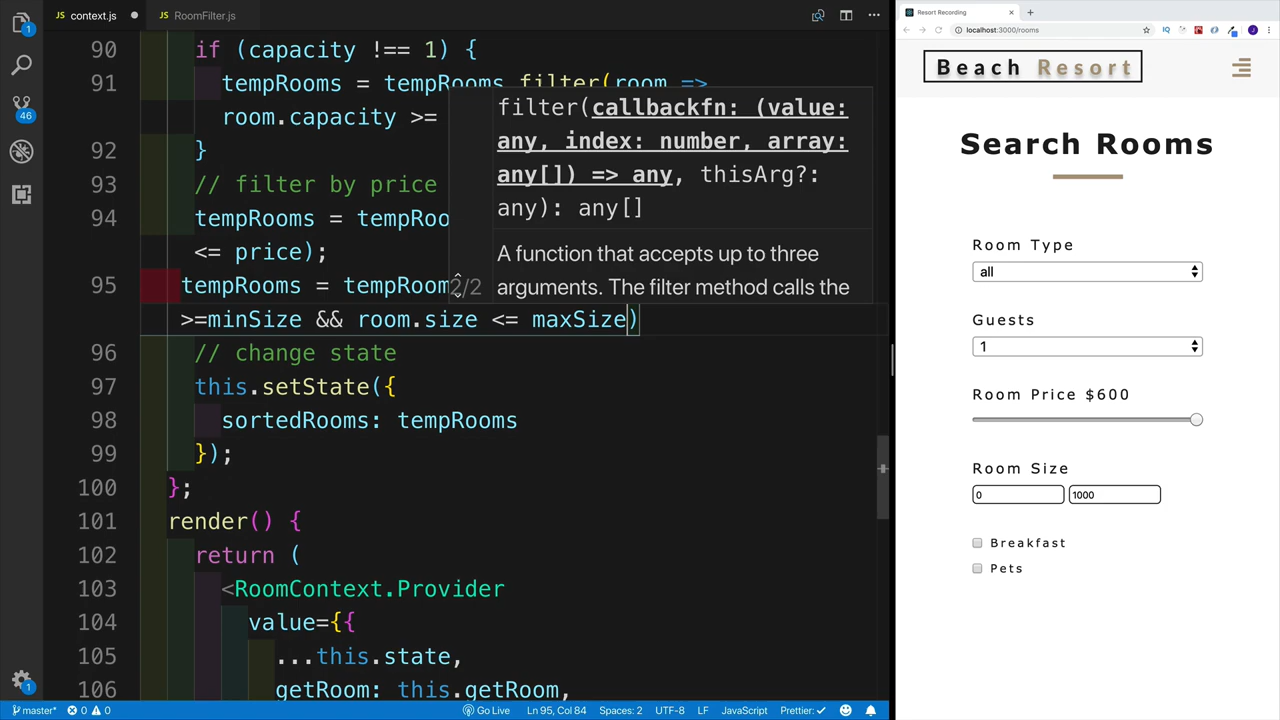 context.js
RoomFilter.js
90 if (capacity !== 1) {
91 tempRooms = tempRooms.filter(room =>
room.capacity >=
92 }
93 // filter by price
94 tempRooms = tempRoo
<= price);
95 tempRooms = tempRoom
>=minSize && room.size <= maxSize)
96 // change state
97 this.setState({
98 sortedRooms: tempRooms
99 });
100 };
101 render() {
102 return (
103 <RoomContext.Provider
104 value={{
105 ...this.state,
106 getRoom: this.getRoom,
filter(callbackfn: (value:
any, index: number, array:
any[]) => any, thisArg?:
any): any[]
2/2
A function that accepts up to three
arguments. The filter method calls the
1
46
1
master*
0 0
Go Live
Ln 95, Col 84
Spaces: 2
UTF-8
LF
JavaScript
Prettier: ✓
Resort Recording
localhost:3000/rooms
Beach Resort
Search Rooms
Room Type
all
Guests
1
Room Price $600
Room Size
0 1000
Breakfast
Pets